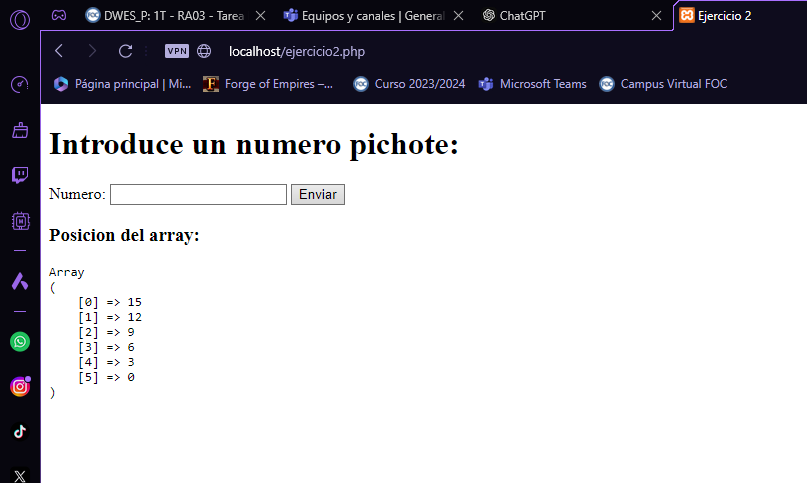 DWES_P: 1T - RA03 - Tarea
Equipos y canales | General
ChatGPT
Ejercicio 2
VPN
localhost/ejercicio2.php
Página principal | Mi...
Forge of Empires –...
FOC Curso 2023/2024
Microsoft Teams
FOC Campus Virtual FOC
Introduce un numero pichote:
Numero:
Enviar
Posicion del array:
Array
(
[0] => 15
[1] => 12
[2] => 9
[3] => 6
[4] => 3
[5] => 0
)